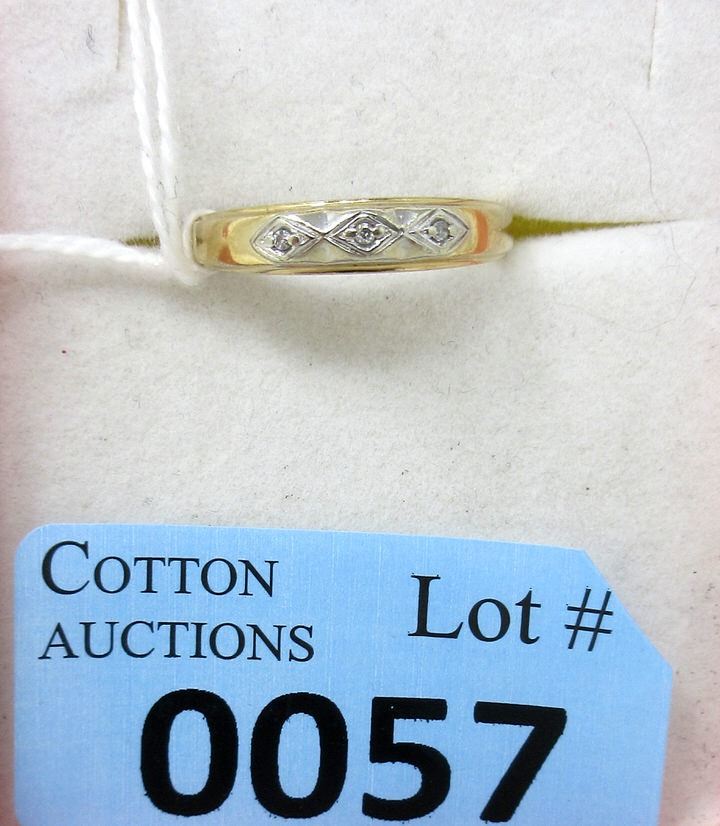 COTTON
AUCTIONS
Lot #
0057